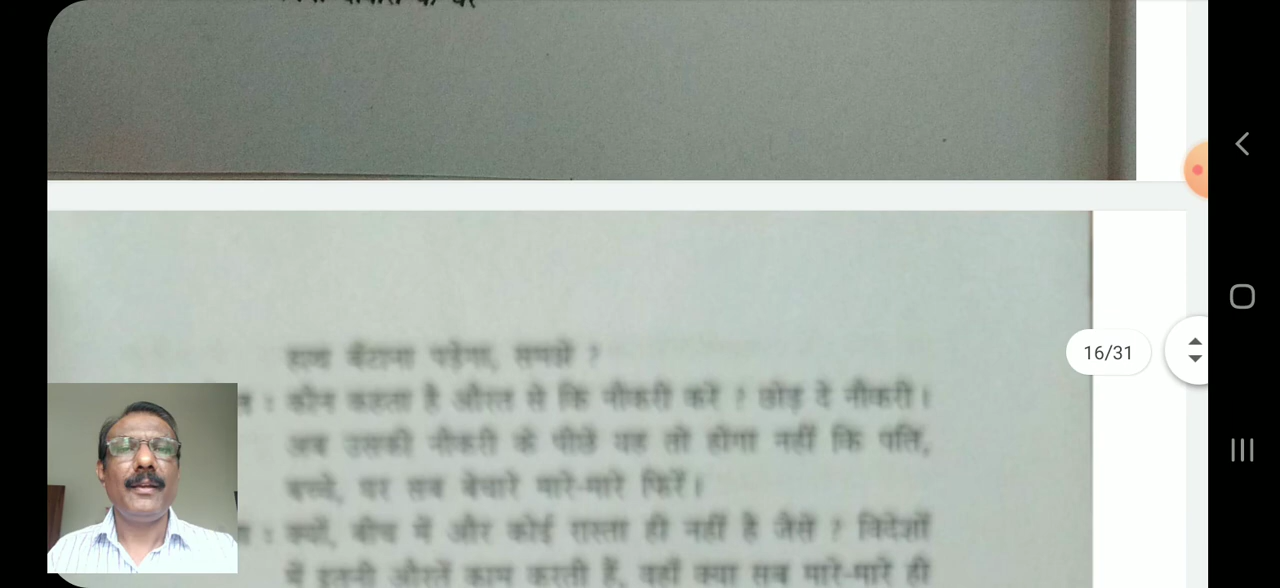 के घर
हाथ बँटाना पड़ेगा, समझे ?
: कौन कहता है औरत से कि नौकरी करे ? छोड़ दे नौकरी।
अब उसकी नौकरी के पीछे यह तो होगा नहीं कि पति,
बच्चे, घर सब बेचारे मारे-मारे फिरें।
: क्यों, बीच में और कोई रास्ता ही नहीं है जैसे ? विदेशों
में इतनी औरतें काम करती हैं, वहाँ क्या सब मारे-मारे ही
16/31